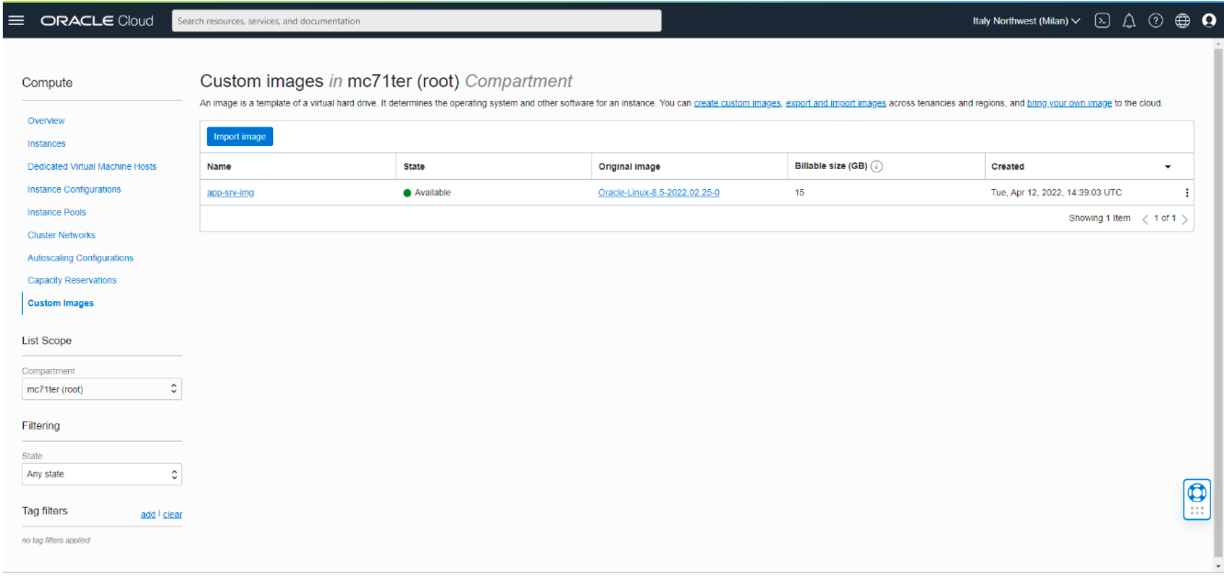 ORACLE Cloud
Search resources, services, and documentation
Italy Northwest (Milan)
Compute
Overview
Instances
Dedicated Virtual Machine Hosts
Instance Configurations
Instance Pools
Cluster Networks
Autoscaling Configurations
Capacity Reservations
Custom Images
List Scope
Compartment
mc71ter (root)
Filtering
State
Any state
Tag filters add | clear
no tag filters applied
Custom images in mc71ter (root) Compartment
An image is a template of a virtual hard drive. It determines the operating system and other software for an instance. You can create custom images, export and import images across tenancies and regions, and bring your own image to the cloud.
Import image
Name State Original image Billable size (GB) i Created
app-srv-img Available Oracle-Linux-8.5-2022.02.25-0 15 Tue, Apr 12, 2022, 14:39:03 UTC
Showing 1 Item < 1 of 1 >